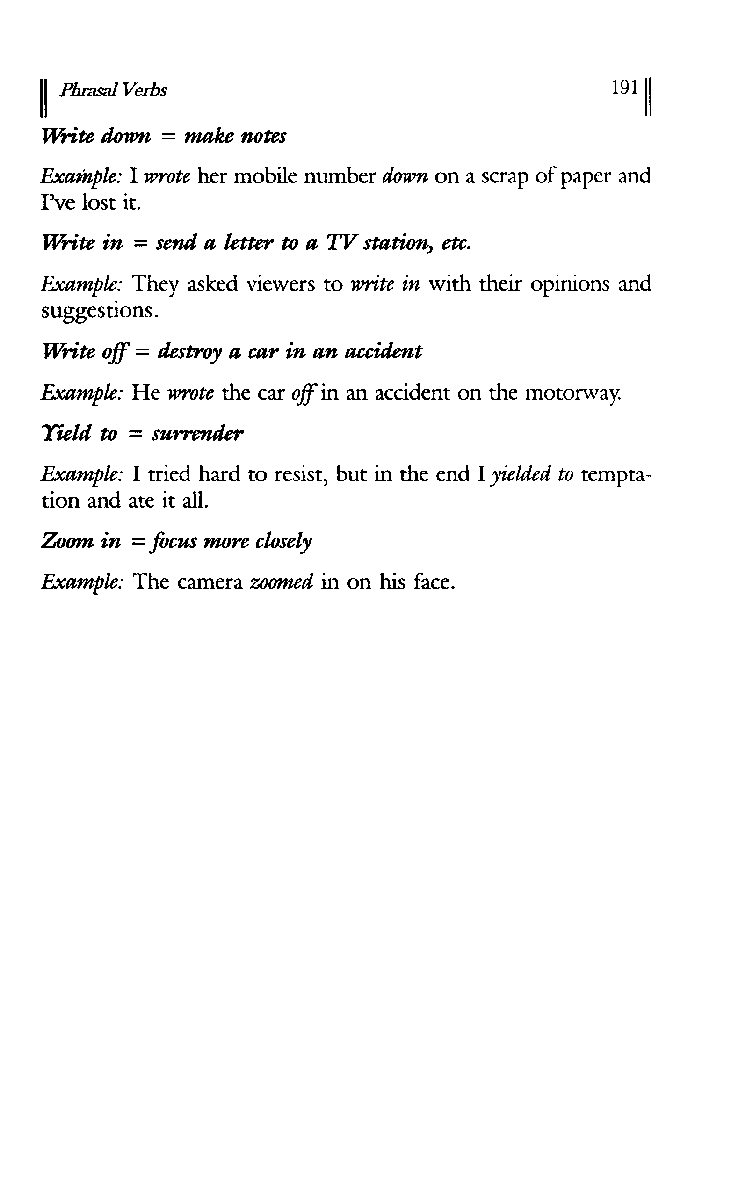 Phrasal Verbs 191
Write down = make notes
Example: I wrote her mobile number down on a scrap of paper and
I've lost it.
Write in = send a letter to a TV station, etc.
Example: They asked viewers to write in with their opinions and
suggestions.
Write off = destroy a car in an accident
Example: He wrote the car off in an accident on the motorway.
Yield to = surrender
Example: I tried hard to resist, but in the end I yielded to tempta-
tion and ate it all.
Zoom in = focus more closely
Example: The camera zoomed in on his face.